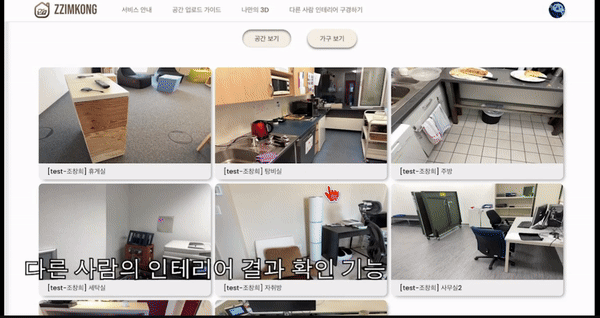 ZZIMKONG
서비스 안내
공간 업로드 가이드
나만의 3D
다른 사람 인테리어 구경하기
공간 보기
가구 보기
[test-조창희] 휴게실
[test-조창희] 탕비실
[test-조창희] 주방
다른 사람의 인테리어 결과 확인 기능
[test-조창희] 세탁실
[test-조창희] 자취방
[test-조창희] 사무실2